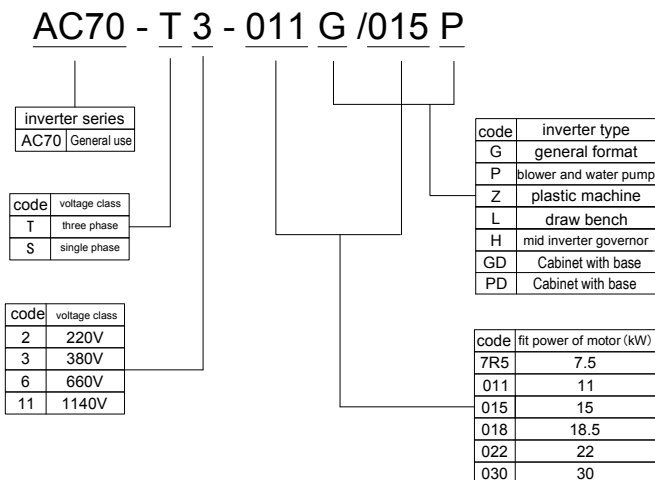 AC70 - T 3 - 011 G /015 P
inverter series
AC70 General use
code voltage class
T three phase
S single phase
code voltage class
2 220V
3 380V
6 660V
11 1140V
code inverter type
G general format
P blower and water pump
Z plastic machine
L draw bench
H mid inverter governor
GD Cabinet with base
PD Cabinet with base
code fit power of motor (kW)
7R5 7.5
011 11
015 15
018 18.5
022 22
030 30